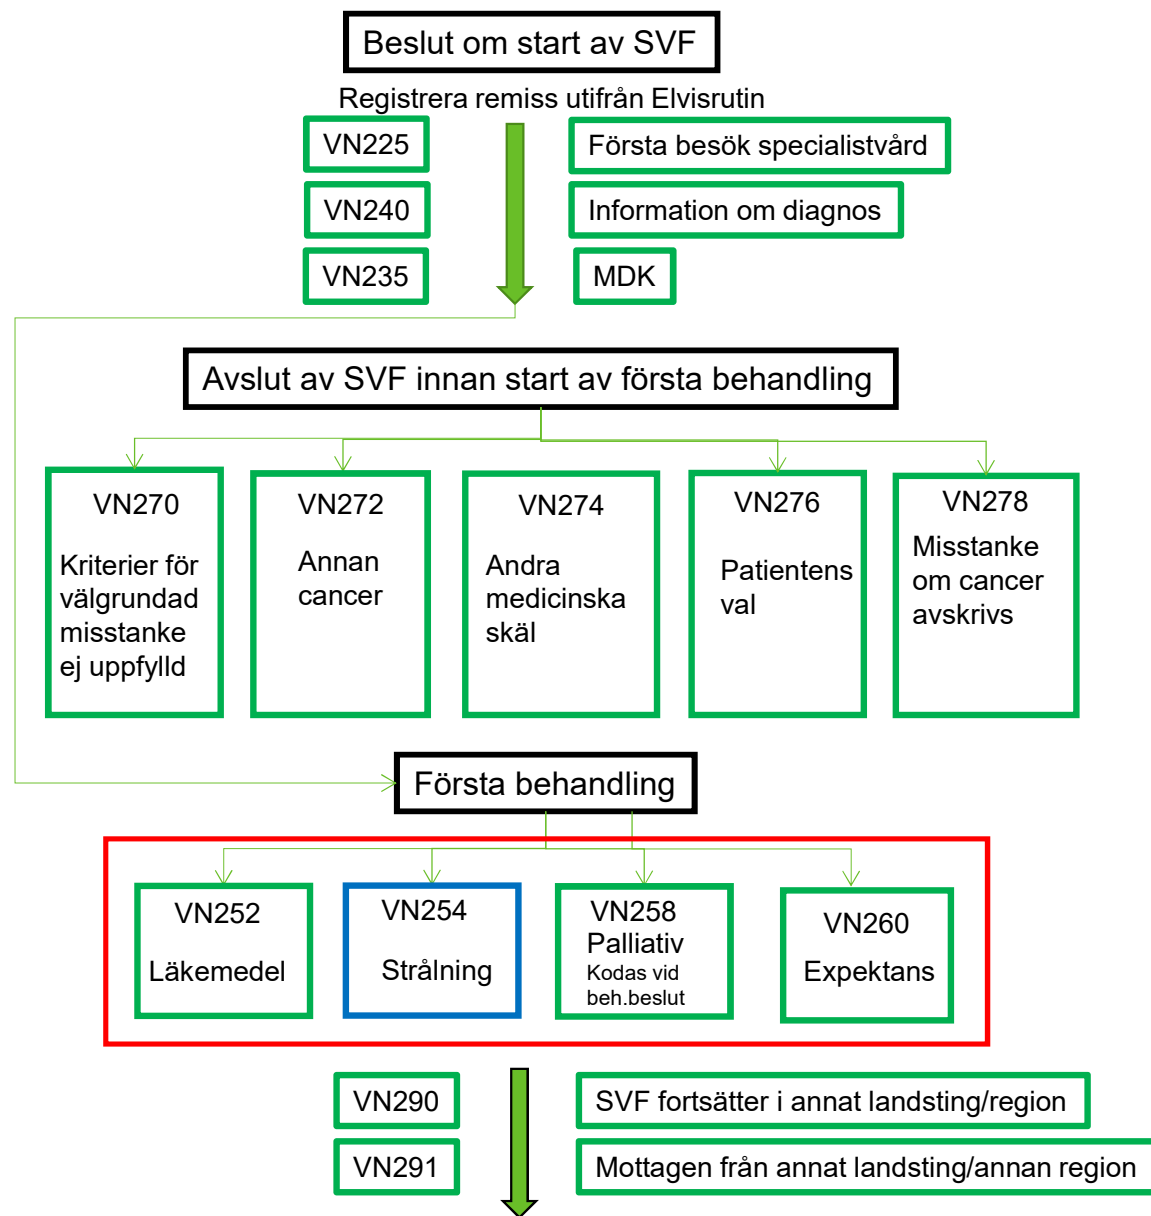 Beslut om start av SVF
Registrera remiss utifrån Elvisrutin
VN225
Första besök specialistvård
VN240
Information om diagnos
VN235
MDK
Avslut av SVF innan start av första behandling
VN270
Kriterier för
välgrundad
misstanke
ej uppfylld
VN272
Annan
cancer
VN274
Andra
medicinska
skäl
VN276
Patientens
val
VN278
Misstanke
om cancer
avskrivs
Första behandling
VN252
Läkemedel
VN254
Strålning
VN258
Palliativ
Kodas vid
beh.beslut
VN260
Expektans
VN290
SVF fortsätter i annat landsting/region
VN291
Mottagen från annat landsting/annan region